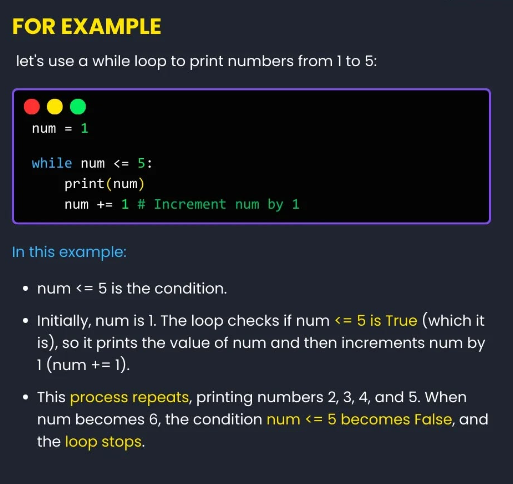 FOR EXAMPLE
let's use a while loop to print numbers from 1 to 5:
num = 1
while num <= 5:
    print(num)
    num += 1 # Increment num by 1
In this example:
• num <= 5 is the condition.
• Initially, num is 1. The loop checks if num <= 5 is True (which it
is), so it prints the value of num and then increments num by
1 (num += 1).
• This process repeats, printing numbers 2, 3, 4, and 5. When
num becomes 6, the condition num <= 5 becomes False, and
the loop stops.